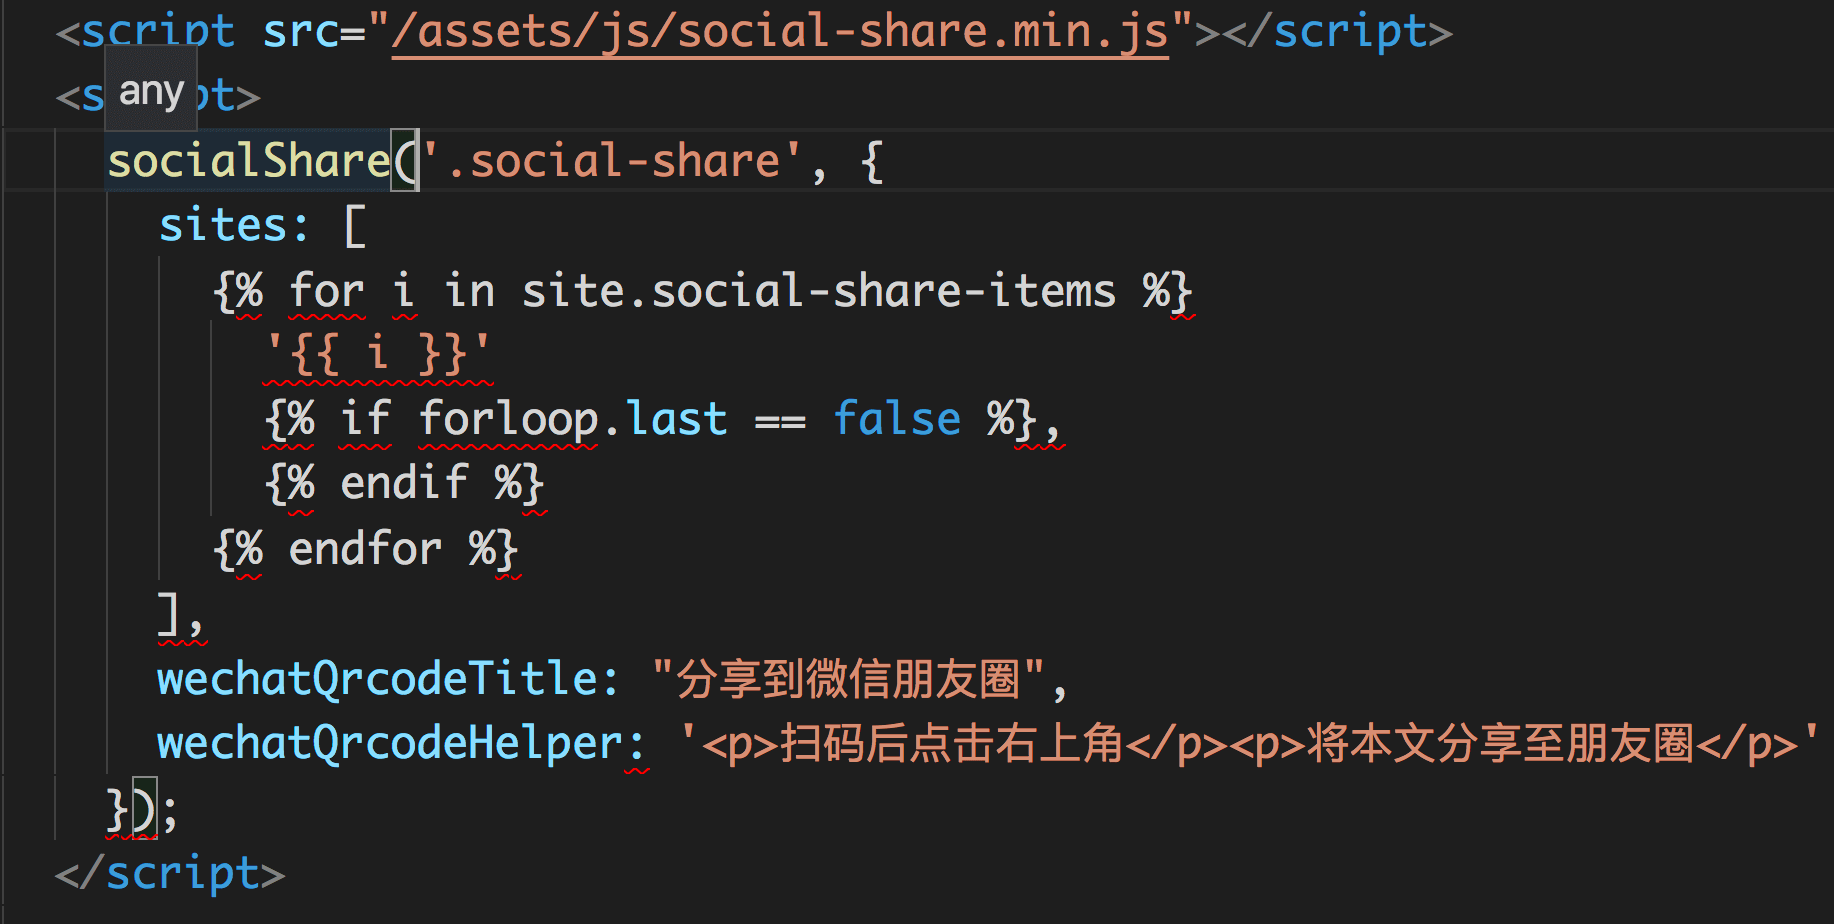 <script src="/assets/js/social-share.min.js"></script>
any
<script>
socialShare('.social-share', {
sites: [
{% for i in site.social-share-items %}
'{{ i }}'
{% if forloop.last == false %},
{% endif %}
{% endfor %}
],
wechatQrcodeTitle: "分享到微信朋友圈",
wechatQrcodeHelper: '<p>扫码后点击右上角</p><p>将本文分享至朋友圈</p>'
});
</script>